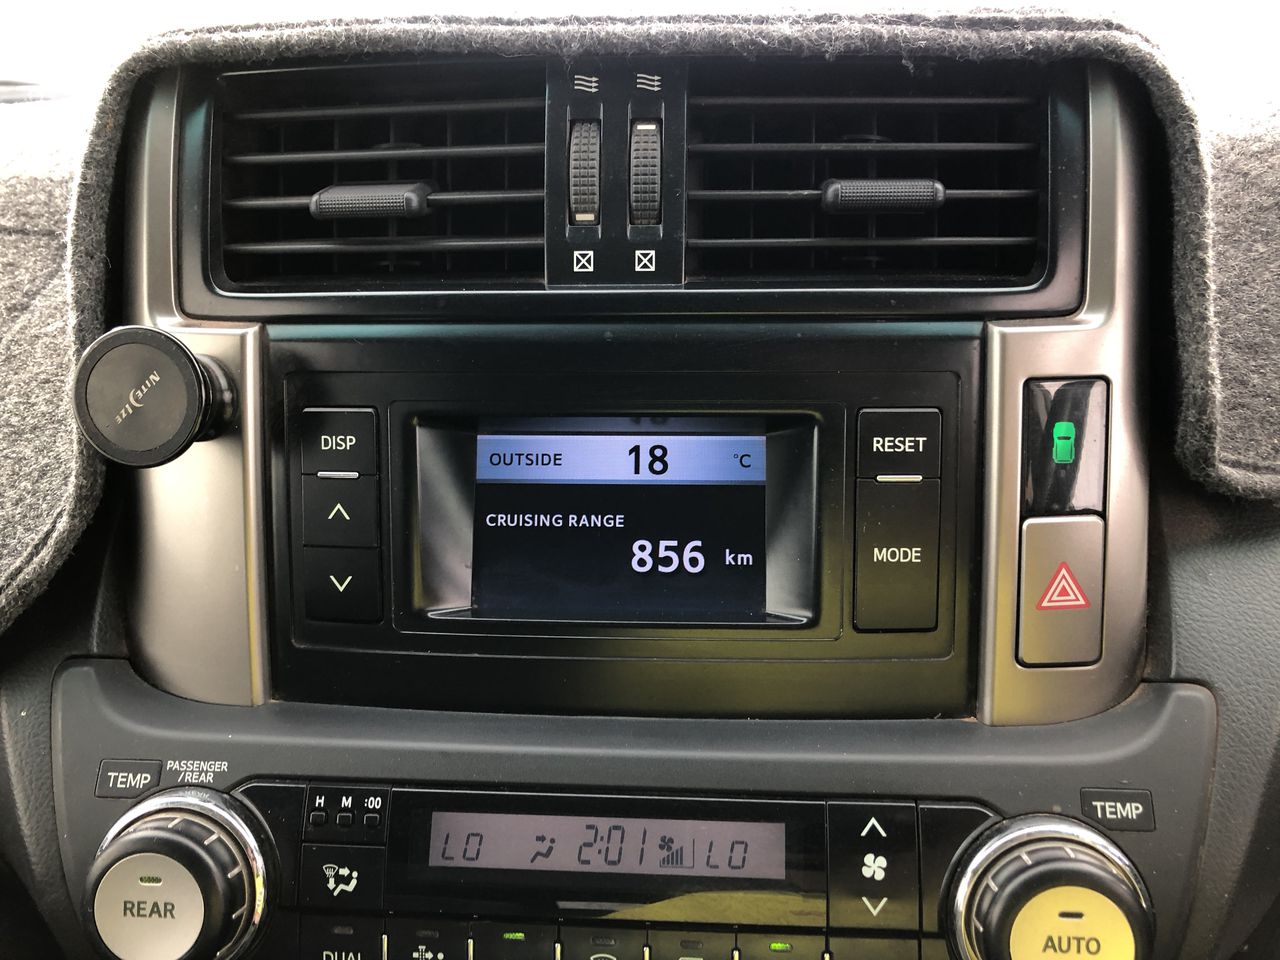 NITE IZE
DISP
OUTSIDE 18 °C
CRUISING RANGE
856 km
RESET
MODE
TEMP
PASSENGER
/REAR
H M :00
LO 2:01 LO
TEMP
REAR
AUTO
DUAL